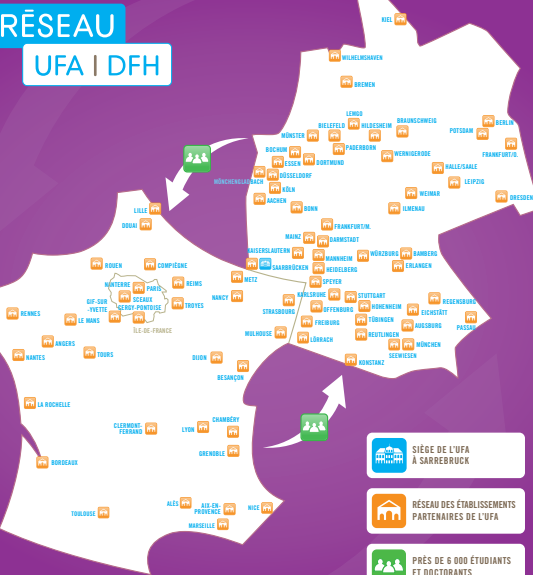 RÉSEAU
UFA | DFH
KIEL
WILHELMSHAVEN
BREMEN
LEMGO
BIELEFELD
HILDESHEIM
BRAUNSCHWEIG
BERLIN
POTSDAM
MÜNSTER
PADERBORN
WERNIGERODE
FRANKFURT/O.
BOCHUM
ESSEN
DORTMUND
HALLE/SAALE
LEIPZIG
MÖNCHENGLADBACH
DÜSSELDORF
KÖLN
WEIMAR
DRESDEN
AACHEN
BONN
ILMENAU
LILLE
DOUAI
FRANKFURT/M.
MAINZ
DARMSTADT
KAISERSLAUTERN
MANNHEIM
WÜRZBURG
BAMBERG
ERLANGEN
SAARBRÜCKEN
HEIDELBERG
ROUEN
COMPIÈGNE
METZ
SPEYER
NANTERRE
PARIS
REIMS
SCEAUX
NANCY
KARLSRUHE
STUTTGART
REGENSBURG
GIF-SUR
-YVETTE
CERGY-PONTOISE
TROYES
STRASBOURG
OFFENBURG
HOHENHEIM
EICHSTÄTT
RENNES
LE MANS
FREIBURG
TÜBINGEN
AUGSBURG
PASSAU
ÎLE-DE-FRANCE
MULHOUSE
LÖRRACH
REUTLINGEN
MÜNCHEN
ANGERS
SEEWIESEN
NANTES
TOURS
DIJON
KONSTANZ
BESANÇON
LA ROCHELLE
CLERMONT-
FERRAND
LYON
CHAMBÉRY
GRENOBLE
BORDEAUX
ALÈS
AIX-EN-
PROVENCE
NICE
TOULOUSE
MARSEILLE
SIÈGE DE L'UFA
À SARREBRUCK
RÉSEAU DES ÉTABLISSEMENTS
PARTENAIRES DE L'UFA
PRÈS DE 6 000 ÉTUDIANTS
ET DOCTORANTS